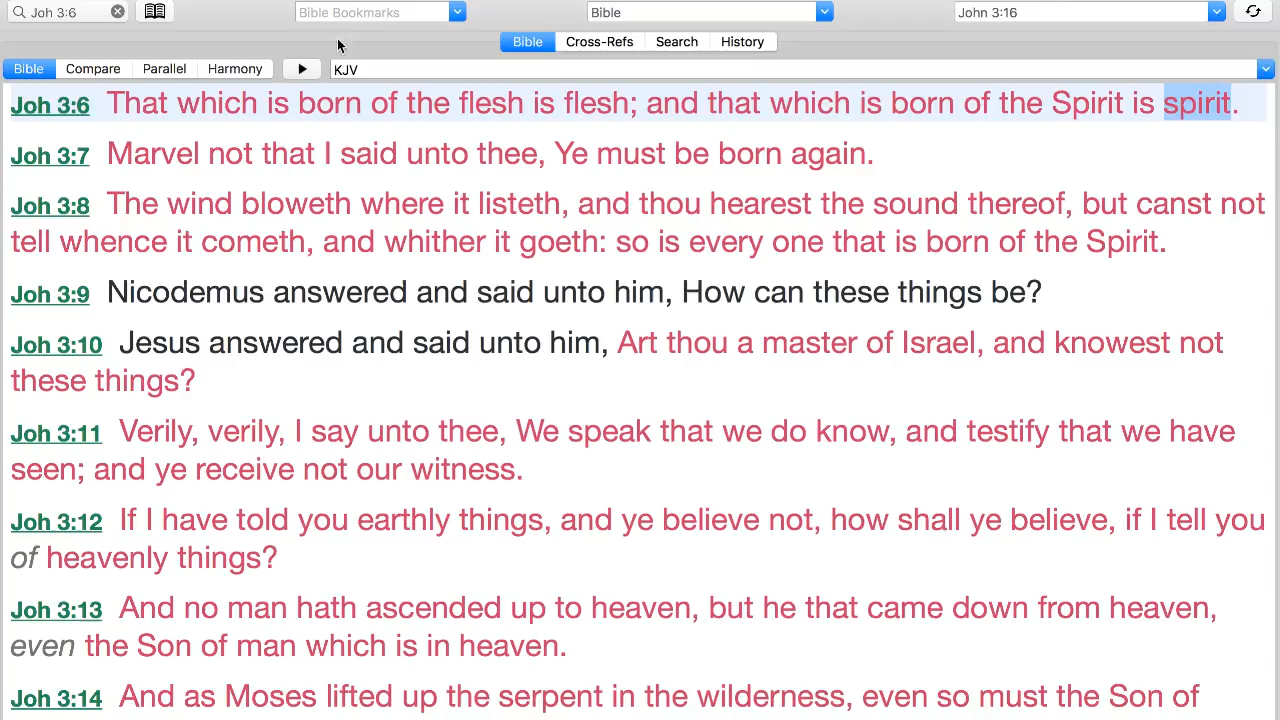 Joh 3:6 Bible Bookmarks Bible John 3:16
Bible Cross-Refs Search History
Bible Compare Parallel Harmony KJV
Joh 3:6 That which is born of the flesh is flesh; and that which is born of the Spirit is spirit.
Joh 3:7 Marvel not that I said unto thee, Ye must be born again.
Joh 3:8 The wind bloweth where it listeth, and thou hearest the sound thereof, but canst not
tell whence it cometh, and whither it goeth: so is every one that is born of the Spirit.
Joh 3:9 Nicodemus answered and said unto him, How can these things be?
Joh 3:10 Jesus answered and said unto him, Art thou a master of Israel, and knowest not
these things?
Joh 3:11 Verily, verily, I say unto thee, We speak that we do know, and testify that we have
seen; and ye receive not our witness.
Joh 3:12 If I have told you earthly things, and ye believe not, how shall ye believe, if I tell you
of heavenly things?
Joh 3:13 And no man hath ascended up to heaven, but he that came down from heaven,
even the Son of man which is in heaven.
Joh 3:14 And as Moses lifted up the serpent in the wilderness, even so must the Son of